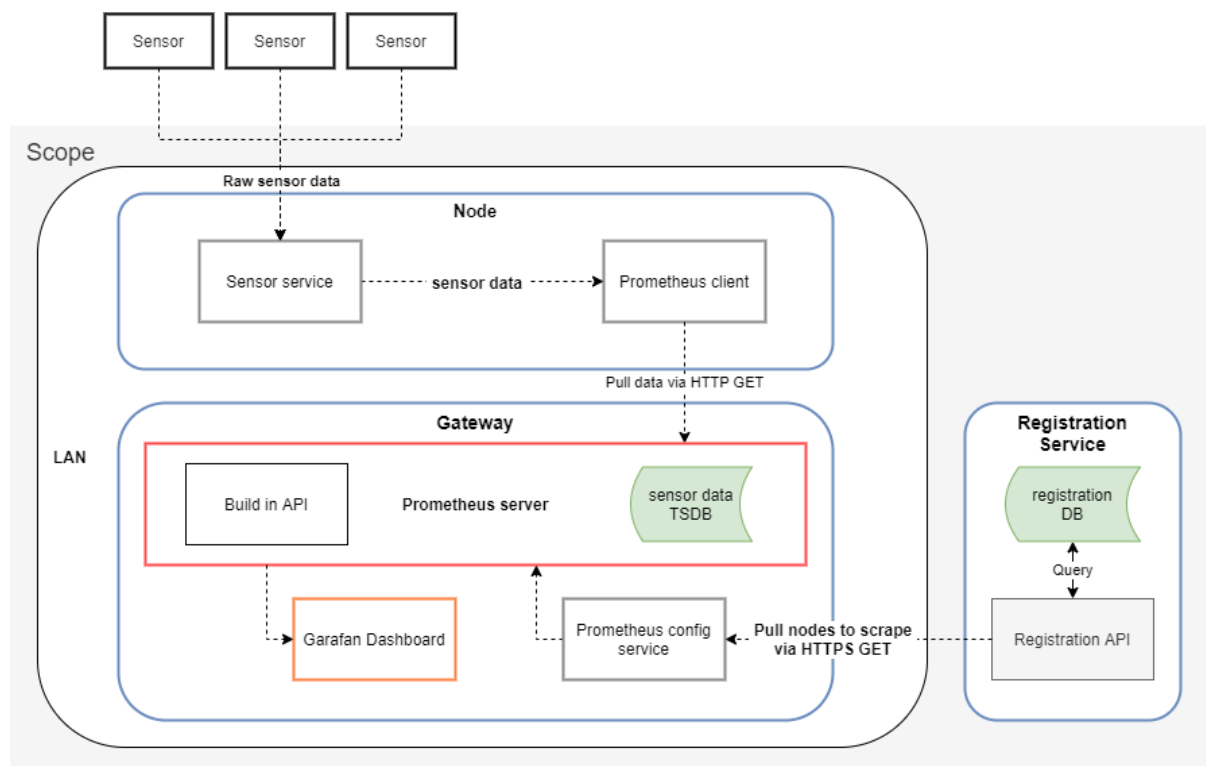 Sensor
Sensor
Sensor
Scope
Raw sensor data
Node
Sensor service
sensor data
Prometheus client
Pull data via HTTP GET
LAN
Gateway
Build in API
Prometheus server
sensor data
TSDB
Garafan Dashboard
Prometheus config
service
Pull nodes to scrape
via HTTPS GET
Registration
Service
registration
DB
Query
Registration API